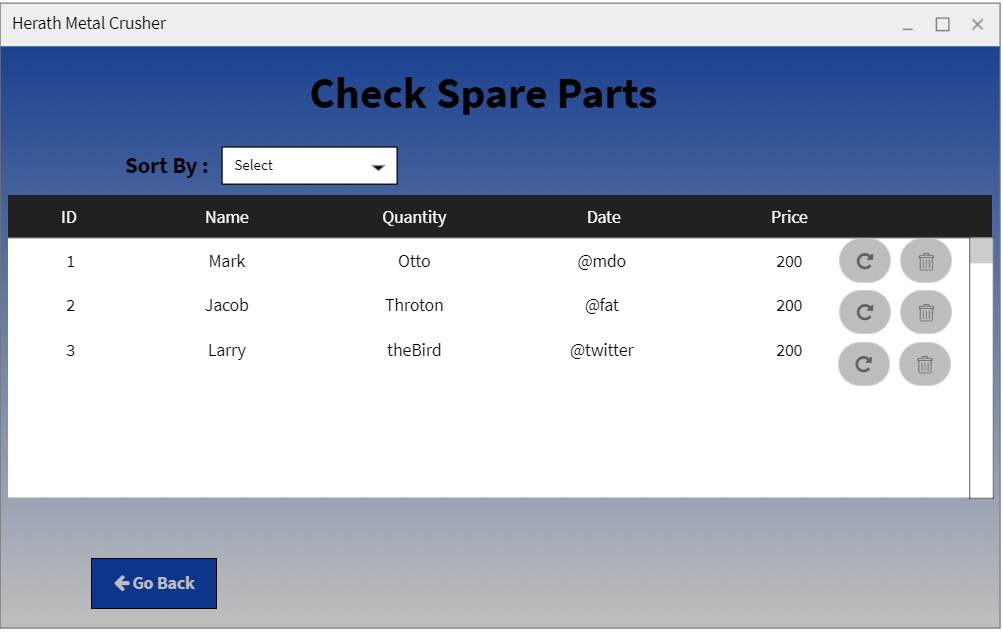 Herath Metal Crusher
Check Spare Parts
Sort By : Select
ID Name Quantity Date Price
1 Mark Otto @mdo 200
2 Jacob Throton @fat 200
3 Larry theBird @twitter 200
Go Back